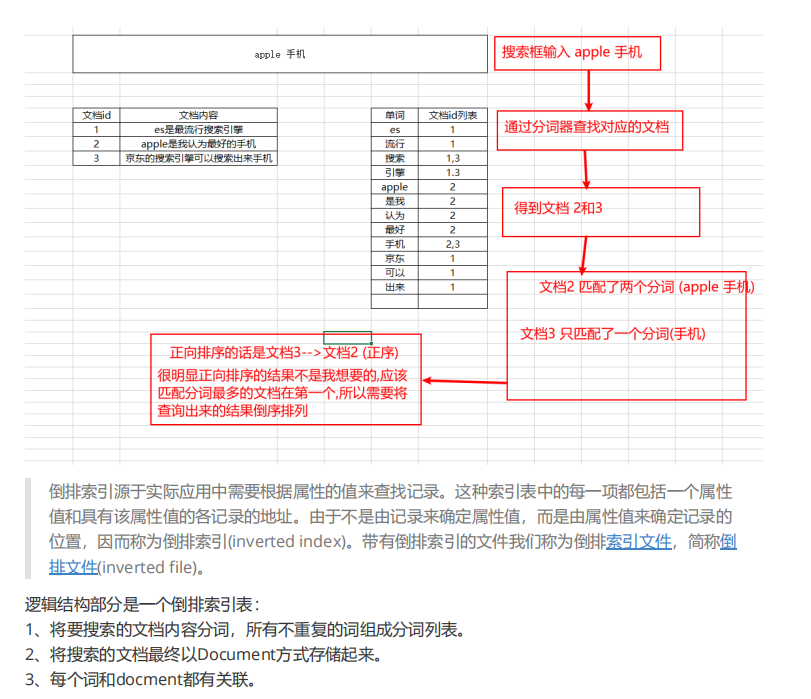 apple 手机
搜索框输入 apple 手机
通过分词器查找对应的文档
得到文档 2和3
文档2 匹配了两个分词 (apple 手机)
文档3 只匹配了一个分词(手机)
文档id 文档内容
1 es是最流行搜索引擎
2 apple是我认为最好的手机
3 京东的搜索引擎可以搜索出来手机
单词 文档id列表
es 1
流行 1
搜索 1,3
引擎 1.3
apple 2
是我 2
认为 2
最好 2
手机 2,3
京东 1
可以 1
出来 1
正向排序的话是文档3-->文档2 (正序)
很明显正向排序的结果不是我想要的,应该
匹配分词最多的文档在第一个,所以需要将
查询出来的结果倒序排列
倒排索引源于实际应用中需要根据属性的值来查找记录。这种索引表中的每一项都包括一个属性
值和具有该属性值的各记录的地址。由于不是由记录来确定属性值，而是由属性值来确定记录的
位置，因而称为倒排索引(inverted index)。带有倒排索引的文件我们称为倒排索引文件，简称倒
排文件(inverted file)。
逻辑结构部分是一个倒排索引表：
1、将要搜索的文档内容分词，所有不重复的词组成分词列表。
2、将搜索的文档最终以Document方式存储起来。
3、每个词和docment都有关联。